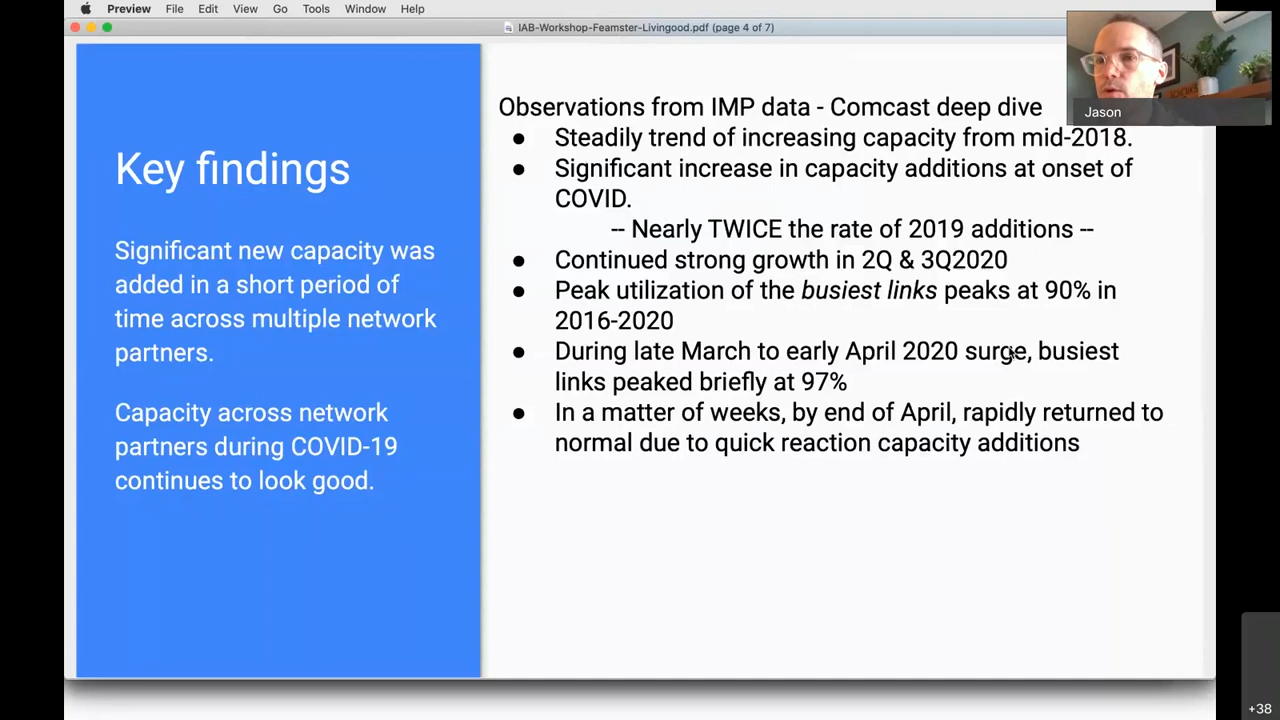 Preview File Edit View Go Tools Window Help
IAB-Workshop-Feamster-Livingood.pdf (page 4 of 7)
Jason
Key findings
Significant new capacity was
added in a short period of
time across multiple network
partners.
Capacity across network
partners during COVID-19
continues to look good.
Observations from IMP data - Comcast deep dive
● Steadily trend of increasing capacity from mid-2018.
● Significant increase in capacity additions at onset of
COVID.
-- Nearly TWICE the rate of 2019 additions --
● Continued strong growth in 2Q & 3Q2020
● Peak utilization of the busiest links peaks at 90% in
2016-2020
● During late March to early April 2020 surge, busiest
links peaked briefly at 97%
● In a matter of weeks, by end of April, rapidly returned to
normal due to quick reaction capacity additions
+38